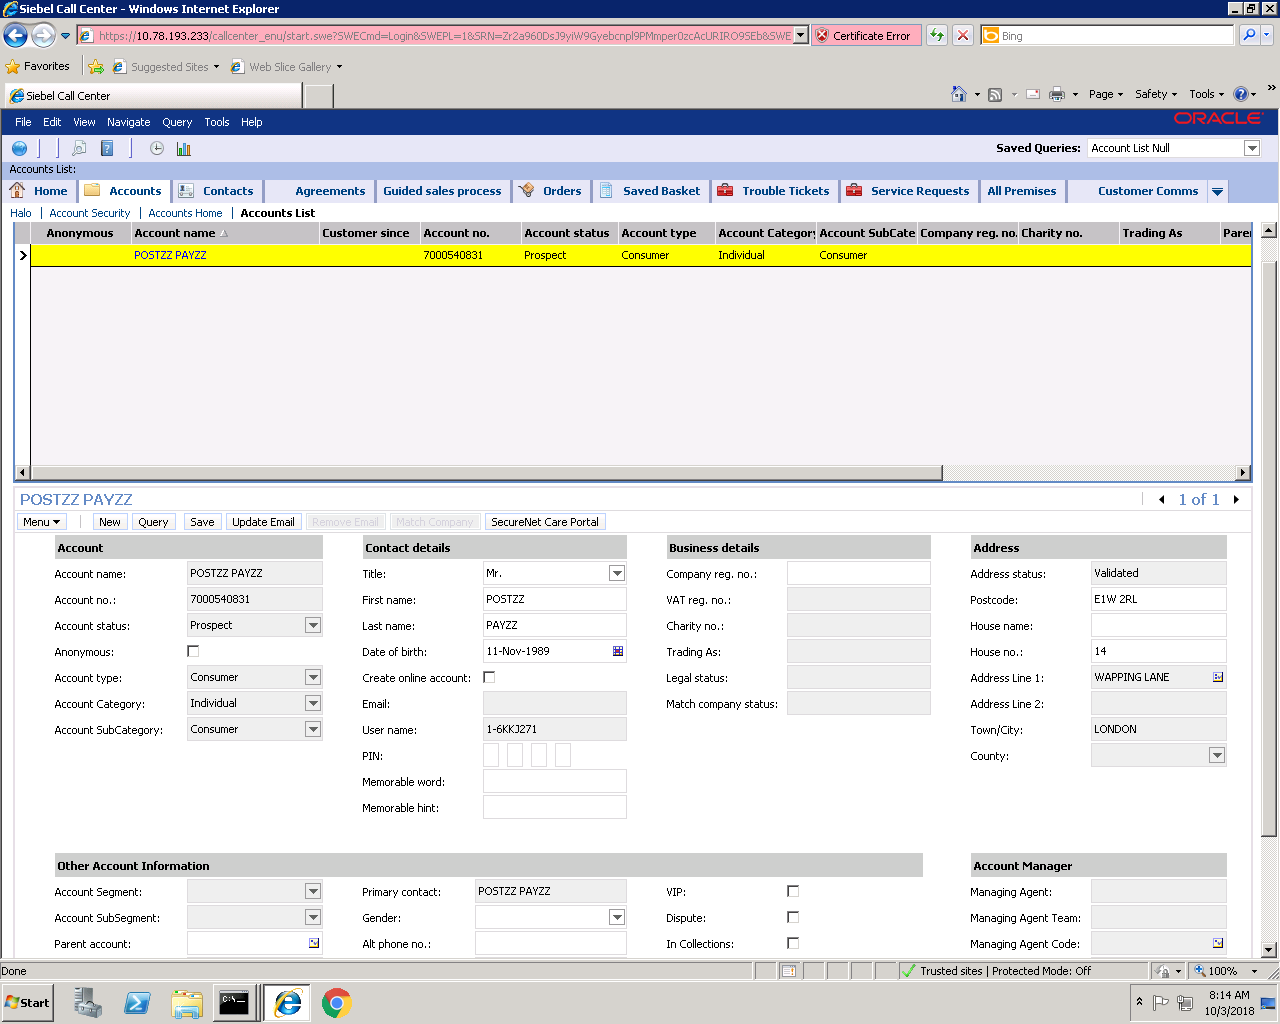 Siebel Call Center - Windows Internet Explorer
https://10.78.193.233/callcenter_enu/start.swe?SWECmd=Login&SWEPL=1&SRN=Zr2a960DsJ9yiW9Gyebcnpl9PMmper0zcAcURIRO9SEb&SWE
Certificate Error
Bing
Favorites
Suggested Sites
Web Slice Gallery
Siebel Call Center
Page
Safety
Tools
»
File Edit View Navigate Query Tools Help
ORACLE
Saved Queries: Account List Null
Accounts List:
Home Accounts Contacts Agreements Guided sales process Orders Saved Basket Trouble Tickets Service Requests All Premises Customer Comms
Halo | Account Security | Accounts Home | Accounts List
Anonymous Account name Customer since Account no. Account status Account type Account Category Account SubCate Company reg. no. Charity no. Trading As Pare
POSTZZ PAYZZ 7000540831 Prospect Consumer Individual Consumer
POSTZZ PAYZZ
1 of 1
Menu New Query Save Update Email Remove Email Match Company SecureNet Care Portal
Account Contact details Business details Address
Account name: POSTZZ PAYZZ Title: Mr. Company reg. no.: Address status: Validated
Account no.: 7000540831 First name: POSTZZ VAT reg. no.: Postcode: E1W 2RL
Account status: Prospect Last name: PAYZZ Charity no.: House name:
Anonymous: Date of birth: 11-Nov-1989 Trading As: House no.: 14
Account type: Consumer Create online account: Legal status: Address Line 1: WAPPING LANE
Account Category: Individual Email: Match company status: Address Line 2:
Account SubCategory: Consumer User name: 1-6KKJ271 Town/City: LONDON
PIN: County:
Memorable word:
Memorable hint:
Other Account Information Account Manager
Account Segment: Primary contact: POSTZZ PAYZZ VIP: Managing Agent:
Account SubSegment: Gender: Dispute: Managing Agent Team:
Parent account: Alt phone no.: In Collections: Managing Agent Code:
Done
Trusted sites | Protected Mode: Off
100%
Start
8:14 AM
10/3/2018